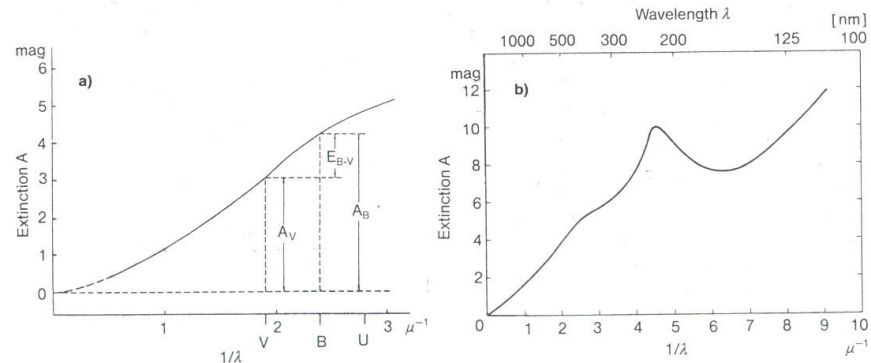 mag
6
5
4
3
2
1
0
a)
Extinction A
E_B-V
A_V
A_B
1 2 3 μ⁻¹
V B U
1/λ
Wavelength λ
[nm]
1000 500 300 200 125 100
mag
12
10
8
6
4
2
0
b)
Extinction A
1 2 3 4 5 6 7 8 9 10
1/λ μ⁻¹